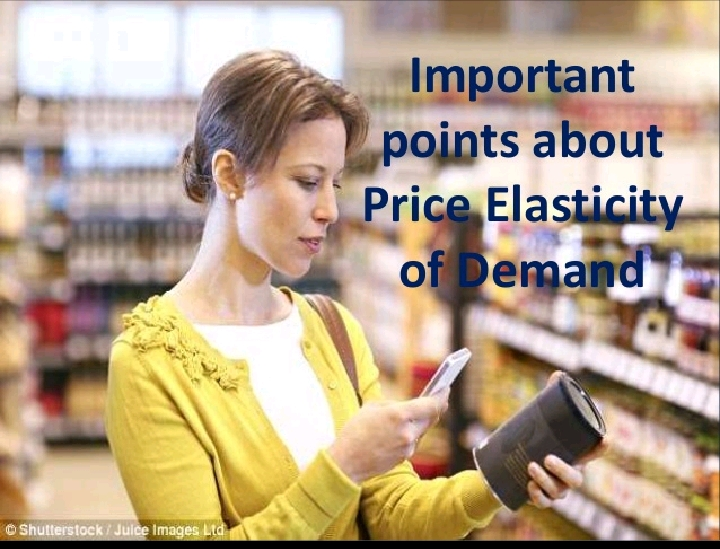 Important
points about
Price Elasticity
of Demand
© Shutterstock / Juice Images Ltd